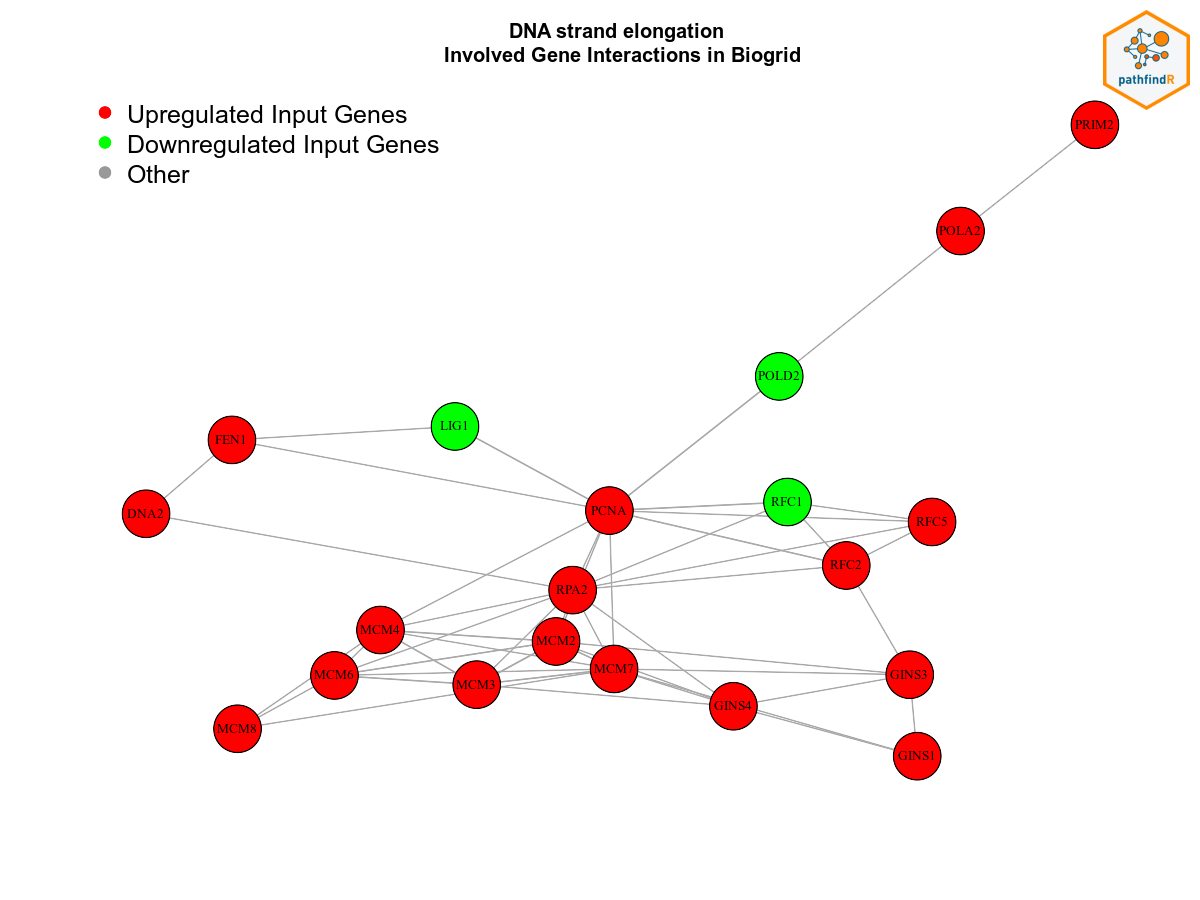 DNA strand elongation
Involved Gene Interactions in Biogrid
pathfindR
Upregulated Input Genes
Downregulated Input Genes
Other
PRIM2
POLA2
POLD2
LIG1
FEN1
RFC1
PCNA
DNA2
RFC5
RFC2
RPA2
MCM4
MCM2
MCM7
MCM6
GINS3
MCM3
GINS4
MCM8
GINS1